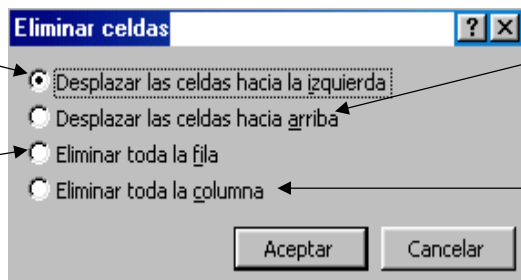 Eliminar celdas
Desplazar las celdas hacia la izquierda
Desplazar las celdas hacia arriba
Eliminar toda la fila
Eliminar toda la columna
Aceptar Cancelar